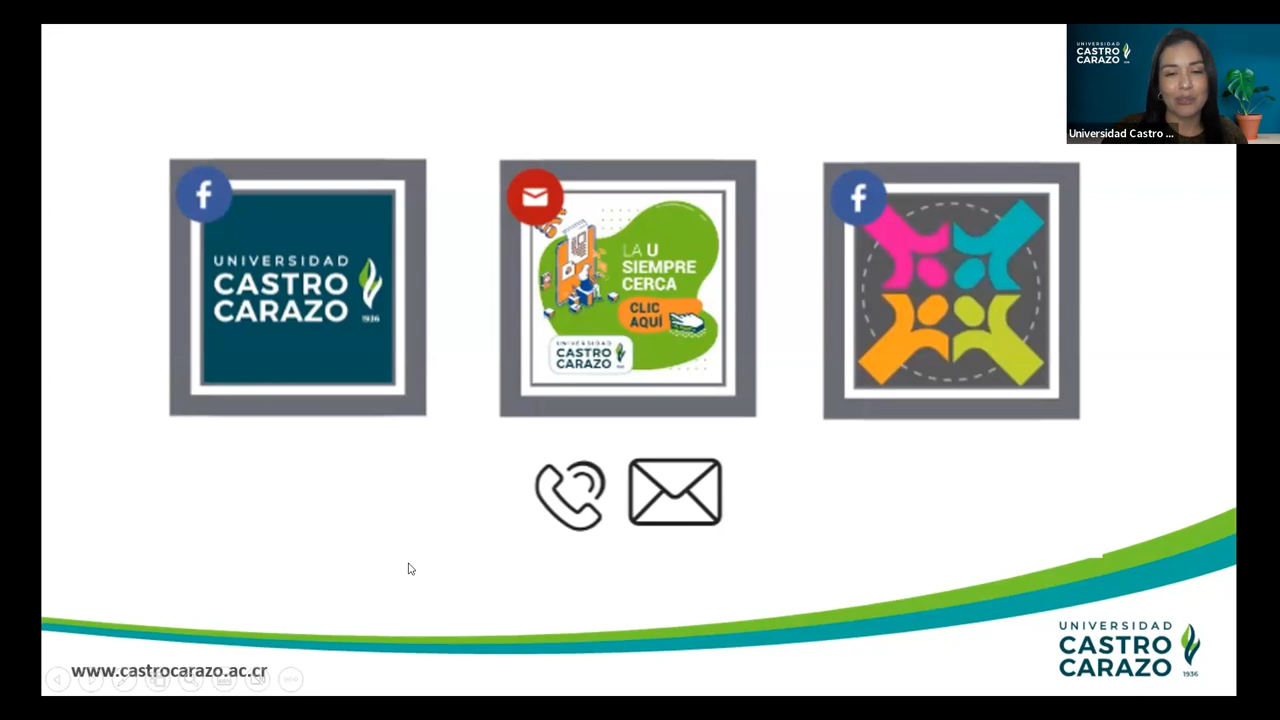 UNIVERSIDAD
CASTRO
CARAZO
Universidad Castro ...
UNIVERSIDAD
CASTRO
CARAZO
1936
LA U
SIEMPRE
CERCA
CLIC
AQUÍ
UNIVERSIDAD
CASTRO
CARAZO
www.castrocarazo.ac.cr
UNIVERSIDAD
CASTRO
CARAZO
1936